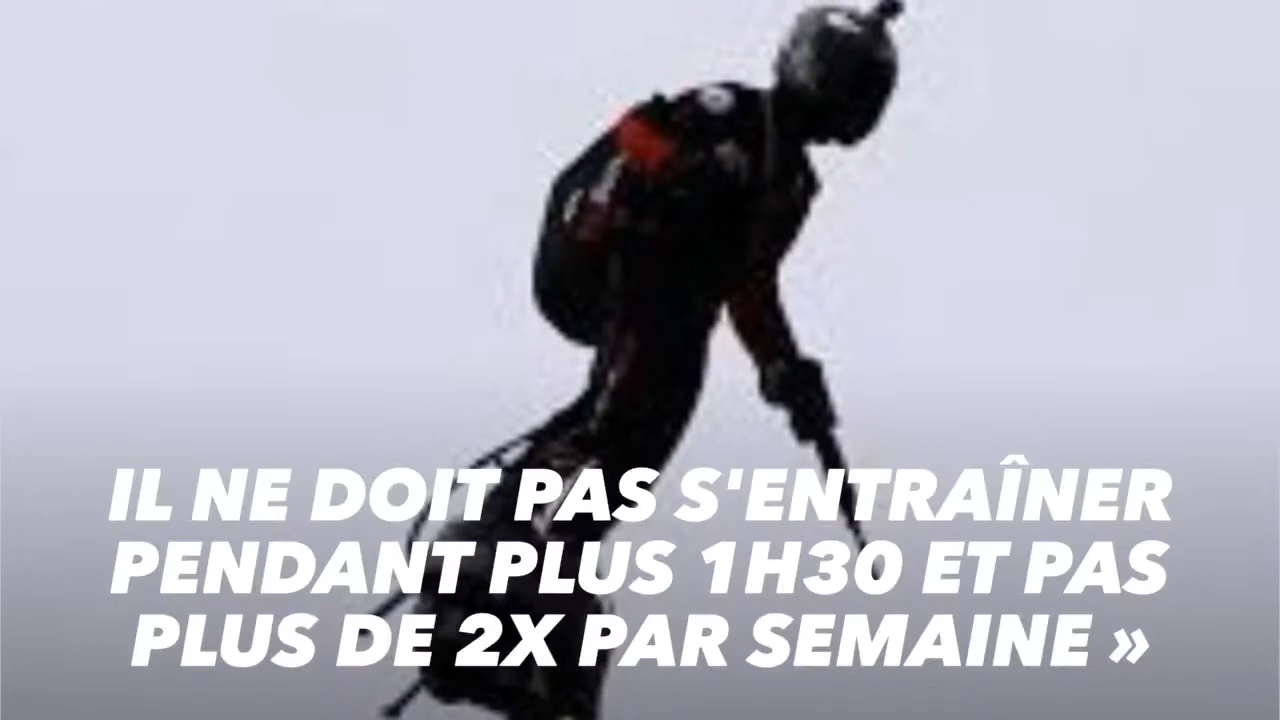 IL NE DOIT PAS S'ENTRAÎNER
PENDANT PLUS 1H30 ET PAS
PLUS DE 2X PAR SEMAINE »